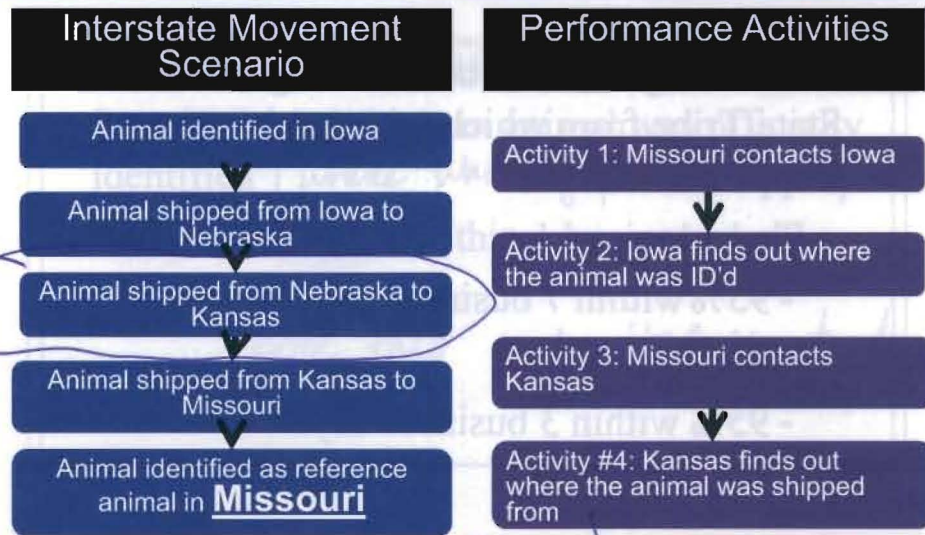 Interstate Movement
Scenario
Animal identified in Iowa
Animal shipped from Iowa to
Nebraska
Animal shipped from Nebraska to
Kansas
Animal shipped from Kansas to
Missouri
Animal identified as reference
animal in Missouri
Performance Activities
Activity 1: Missouri contacts Iowa
Activity 2: Iowa finds out where
the animal was ID'd
Activity 3: Missouri contacts
Kansas
Activity #4: Kansas finds out
where the animal was shipped
from